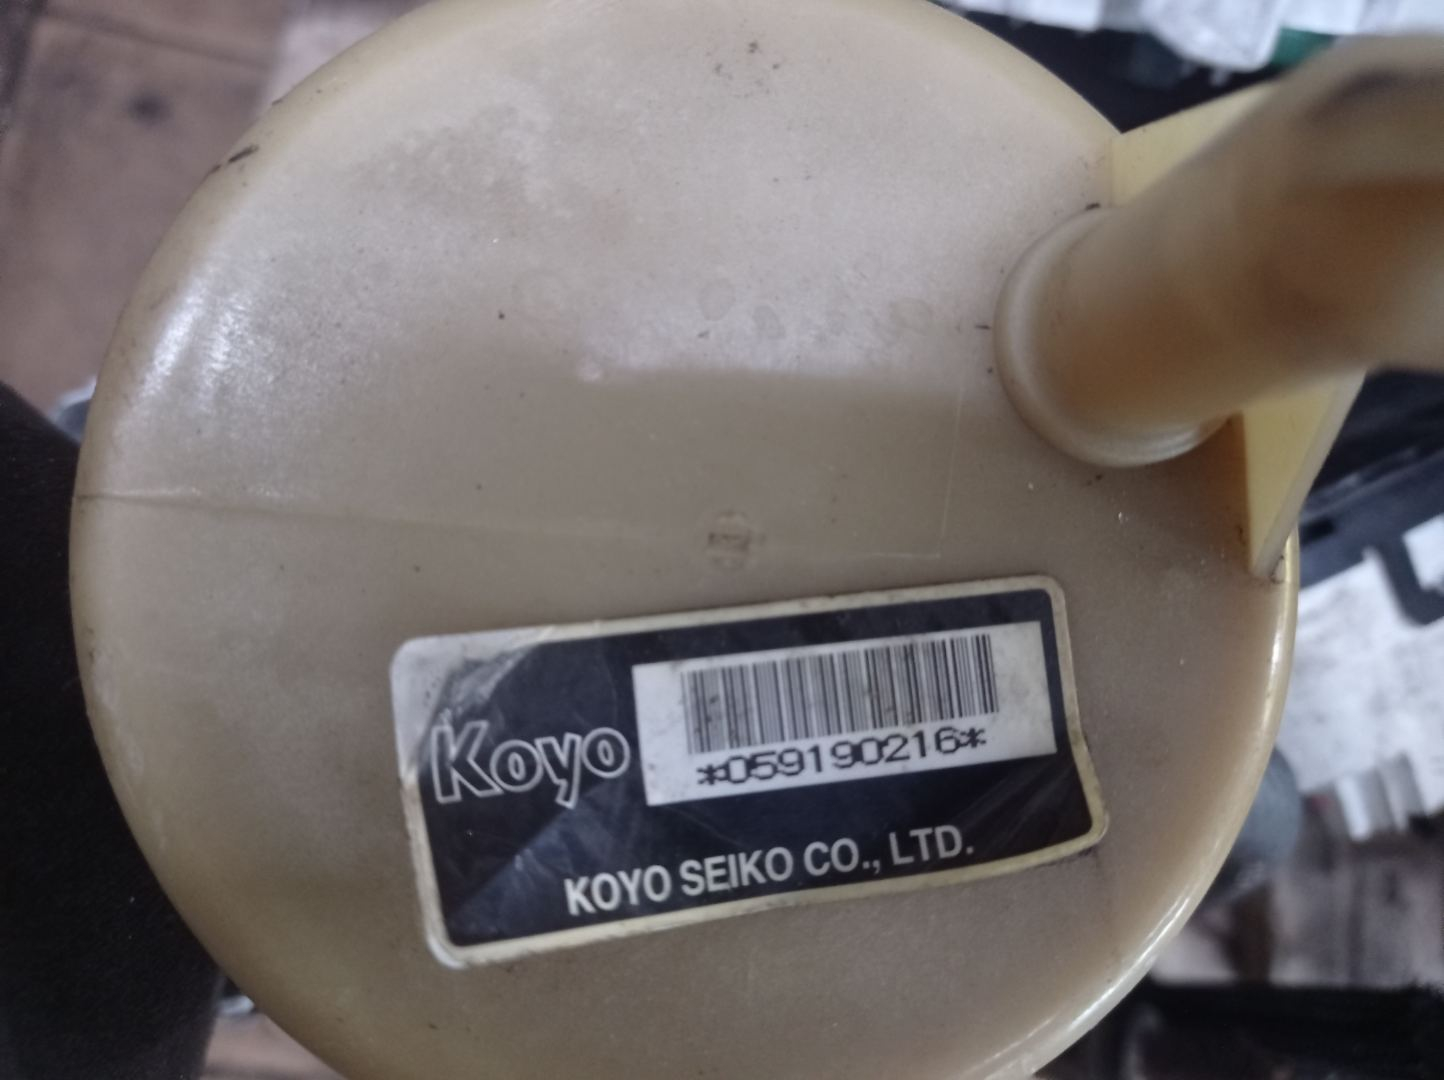 Koyo
*059190216*
KOYO SEIKO CO., LTD.